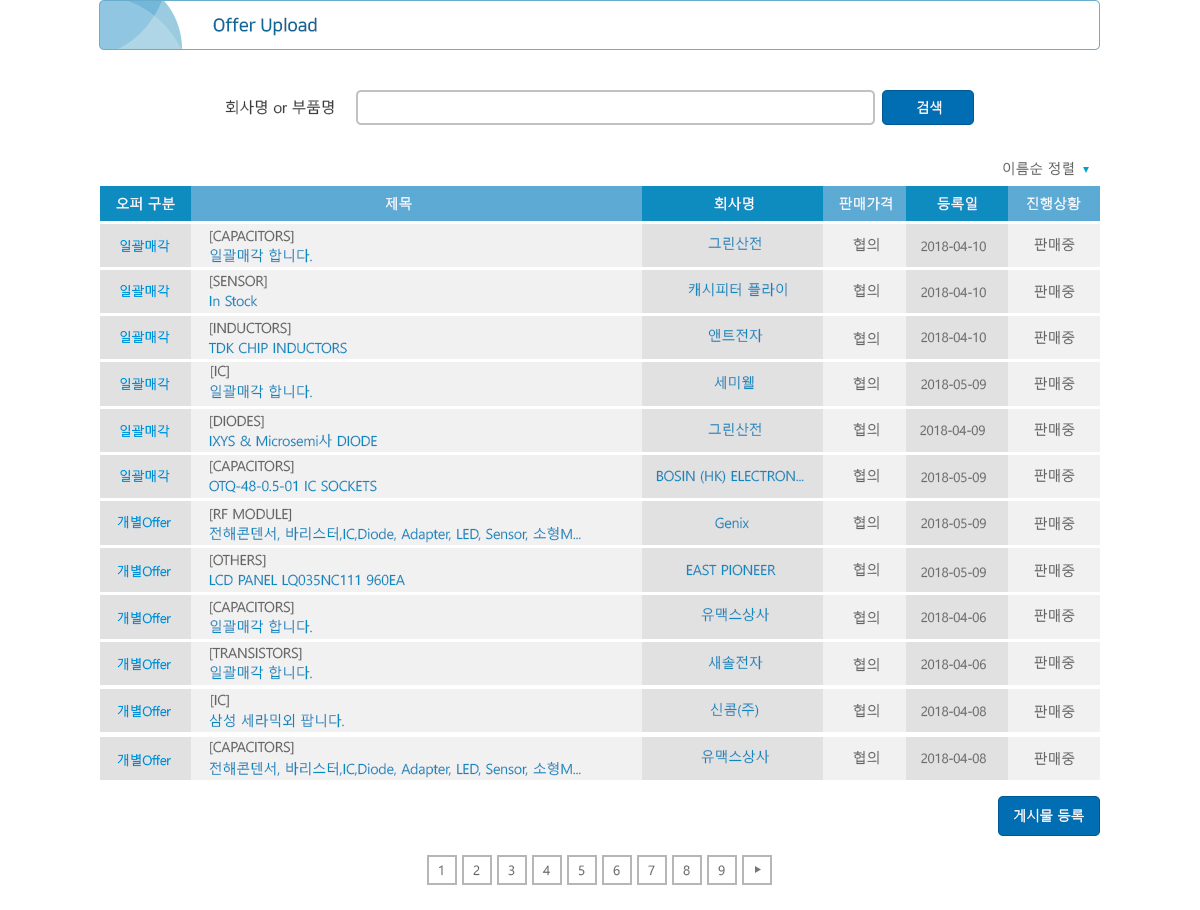 Offer Upload
회사명 or 부품명
검색
이름순 정렬 ▼
오퍼 구분 제목 회사명 판매가격 등록일 진행상황
[CAPACITORS]
일괄매각 일괄매각 합니다. 그린산전 협의 2018-04-10 판매중
[SENSOR]
일괄매각 In Stock 캐시피터 플라이 협의 2018-04-10 판매중
[INDUCTORS]
일괄매각 TDK CHIP INDUCTORS 앤트전자 협의 2018-04-10 판매중
[IC]
일괄매각 일괄매각 합니다. 세미웰 협의 2018-05-09 판매중
[DIODES]
일괄매각 IXYS & Microsemi사 DIODE 그린산전 협의 2018-04-09 판매중
[CAPACITORS]
일괄매각 OTQ-48-0.5-01 IC SOCKETS BOSIN (HK) ELECTRON... 협의 2018-05-09 판매중
[RF MODULE]
개별Offer 전해콘덴서, 바리스터,IC,Diode, Adapter, LED, Sensor, 소형M... Genix 협의 2018-05-09 판매중
[OTHERS]
개별Offer LCD PANEL LQ035NC111 960EA EAST PIONEER 협의 2018-05-09 판매중
[CAPACITORS]
개별Offer 일괄매각 합니다. 유맥스상사 협의 2018-04-06 판매중
[TRANSISTORS]
개별Offer 일괄매각 합니다. 새솔전자 협의 2018-04-06 판매중
[IC]
개별Offer 삼성 세라믹외 팝니다. 신콤(주) 협의 2018-04-08 판매중
[CAPACITORS]
개별Offer 전해콘덴서, 바리스터,IC,Diode, Adapter, LED, Sensor, 소형M... 유맥스상사 협의 2018-04-08 판매중
게시물 등록
1 2 3 4 5 6 7 8 9 ▶